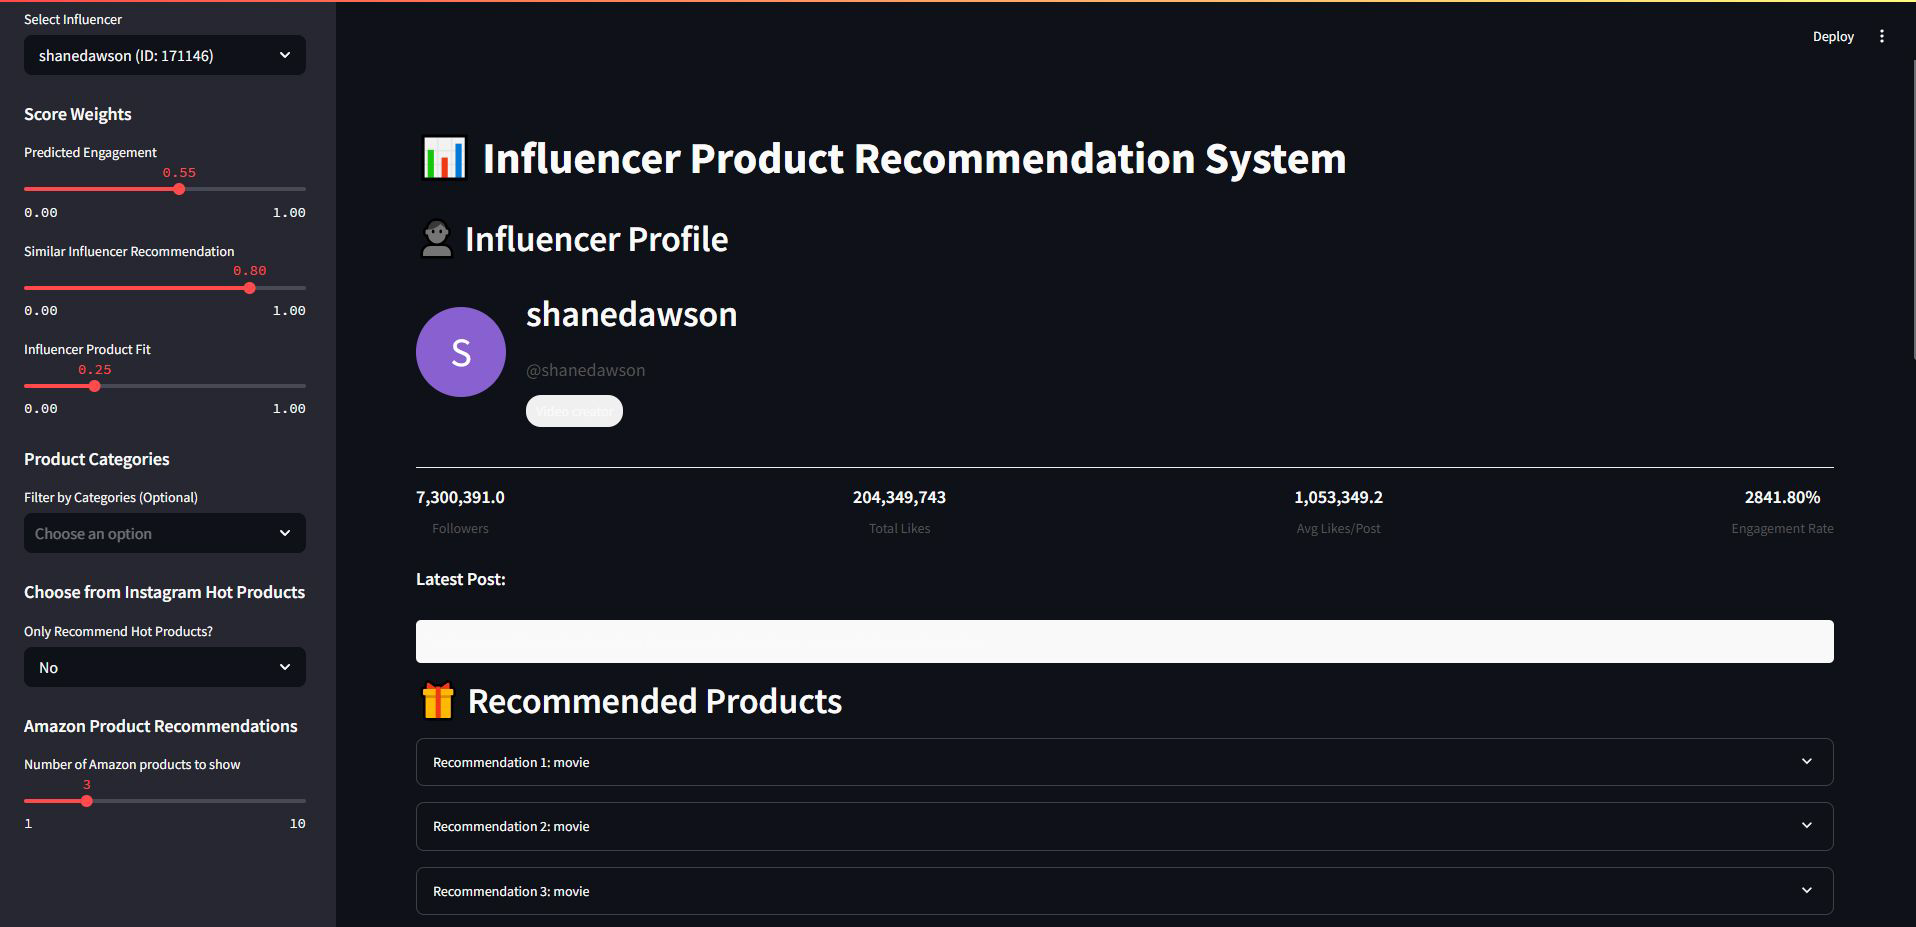 Select Influencer
shanedawson (ID: 171146)
Score Weights
Predicted Engagement
0.55
0.00 1.00
Similar Influencer Recommendation
0.80
0.00 1.00
Influencer Product Fit
0.25
0.00 1.00
Product Categories
Filter by Categories (Optional)
Choose an option
Choose from Instagram Hot Products
Only Recommend Hot Products?
No
Amazon Product Recommendations
Number of Amazon products to show
3
1 10
Deploy
Influencer Product Recommendation System
Influencer Profile
S
shanedawson
@shanedawson
Video creator
7,300,391.0 204,349,743 1,053,349.2 2841.80%
Followers Total Likes Avg Likes/Post Engagement Rate
Latest Post:
Recommended Products
Recommendation 1: movie
Recommendation 2: movie
Recommendation 3: movie